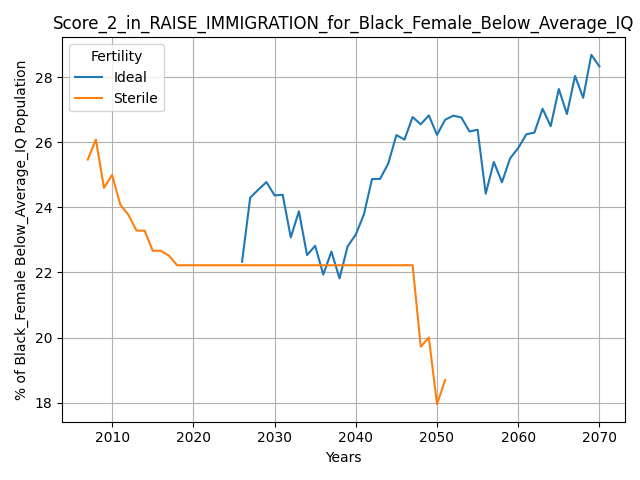 Score_2_in_RAISE_IMMIGRATION_for_Black_Female_Below_Average_IQ
% of Black_Female Below_Average_IQ Population
Fertility
Ideal
Sterile
28
26
24
22
20
18
2010 2020 2030 2040 2050 2060 2070
Years